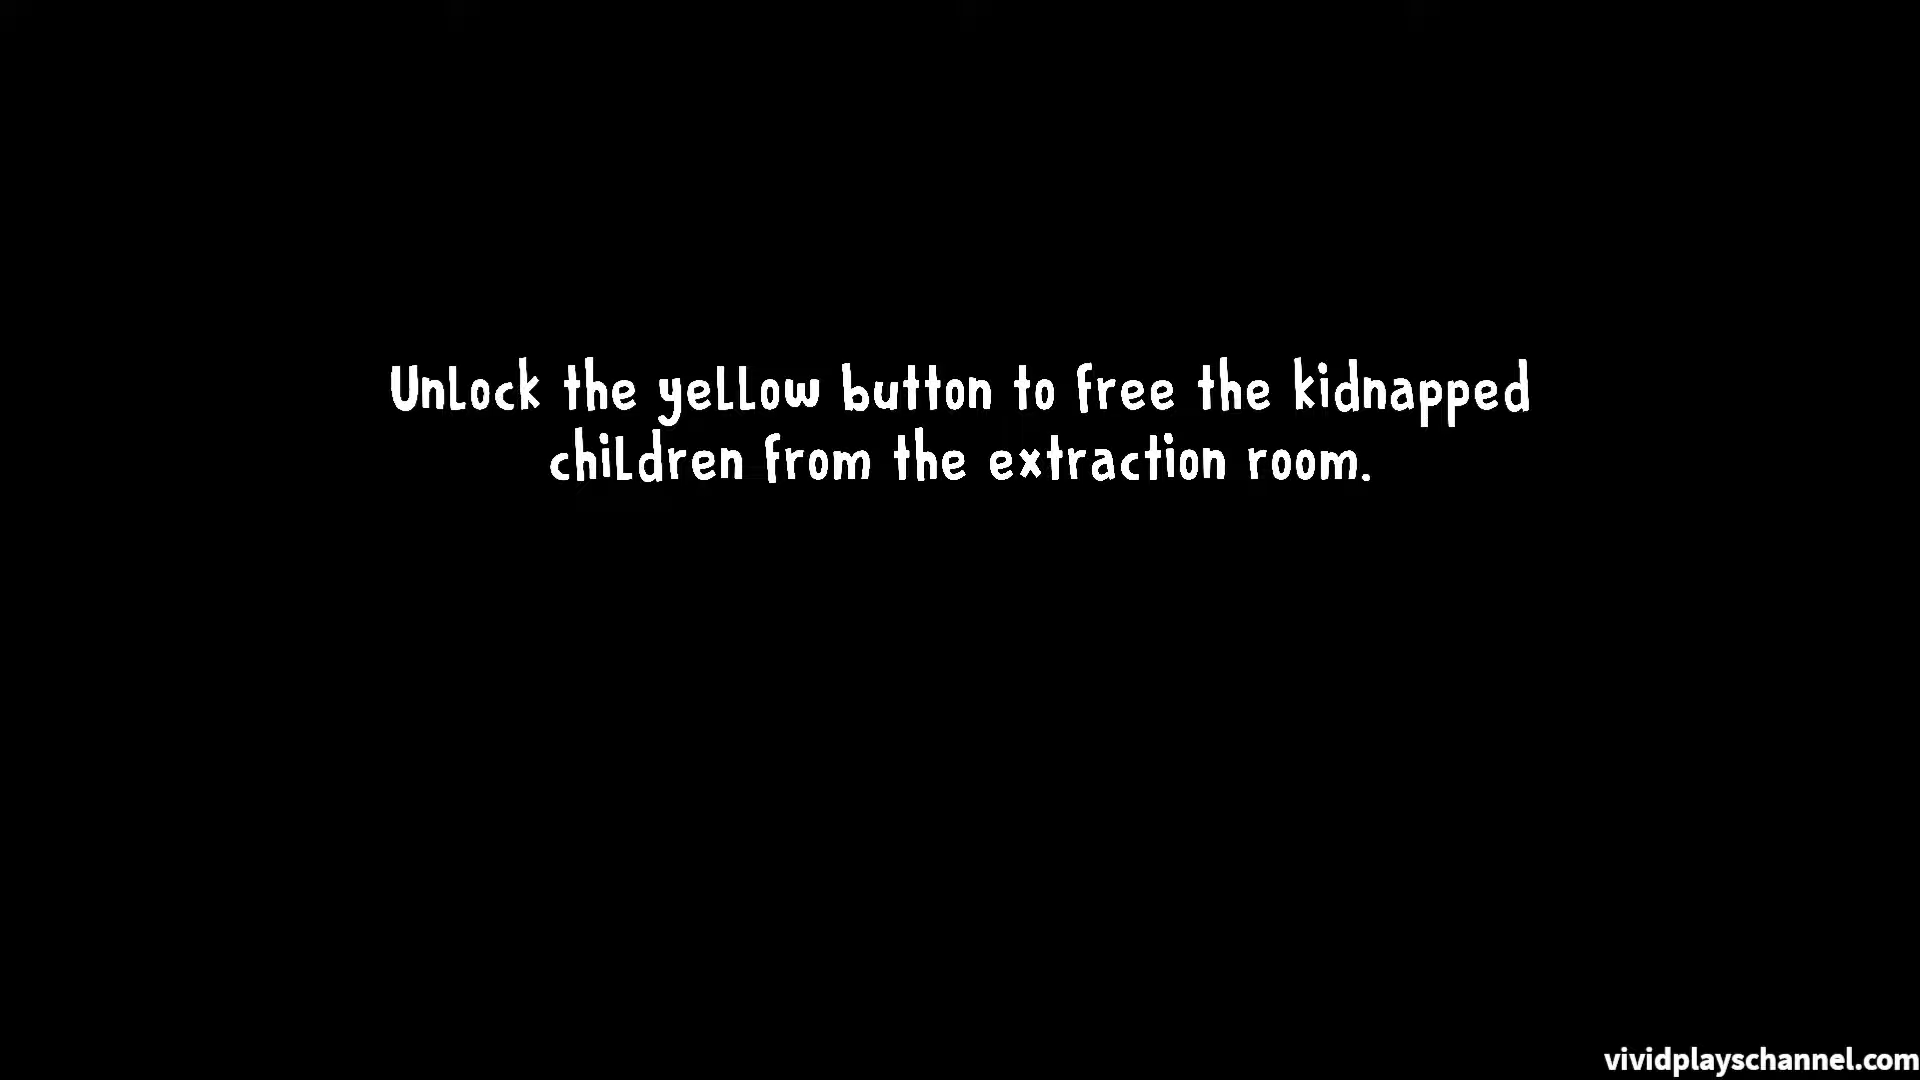 Unlock the yellow button to free the kidnapped
children from the extraction room.
vividplayschannel.com